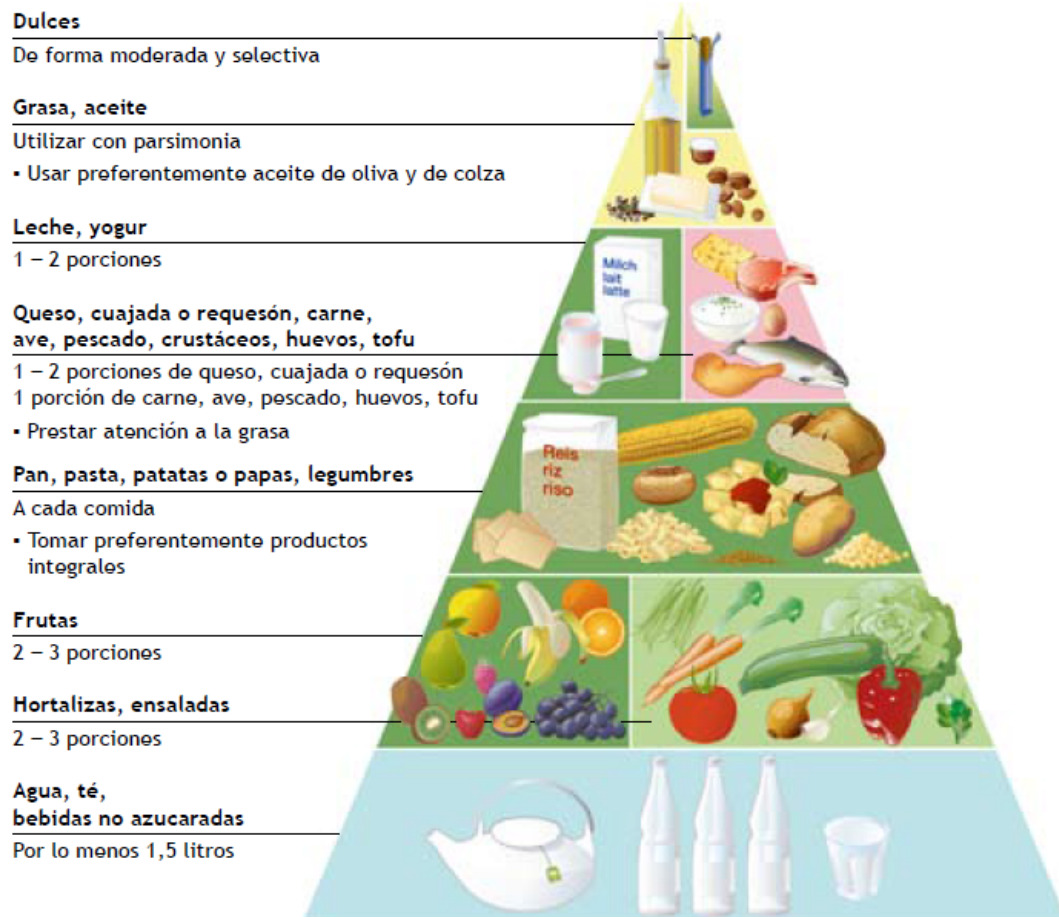 Dulces
De forma moderada y selectiva
Grasa, aceite
Utilizar con parsimonia
▪ Usar preferentemente aceite de oliva y de colza
Leche, yogur
1 – 2 porciones
Queso, cuajada o requesón, carne,
ave, pescado, crustáceos, huevos, tofu
1 – 2 porciones de queso, cuajada o requesón
1 porción de carne, ave, pescado, huevos, tofu
▪ Prestar atención a la grasa
Pan, pasta, patatas o papas, legumbres
A cada comida
▪ Tomar preferentemente productos
integrales
Frutas
2 – 3 porciones
Hortalizas, ensaladas
2 – 3 porciones
Agua, té,
bebidas no azucaradas
Por lo menos 1,5 litros
Milch
lait
latte
Reis
riz
riso